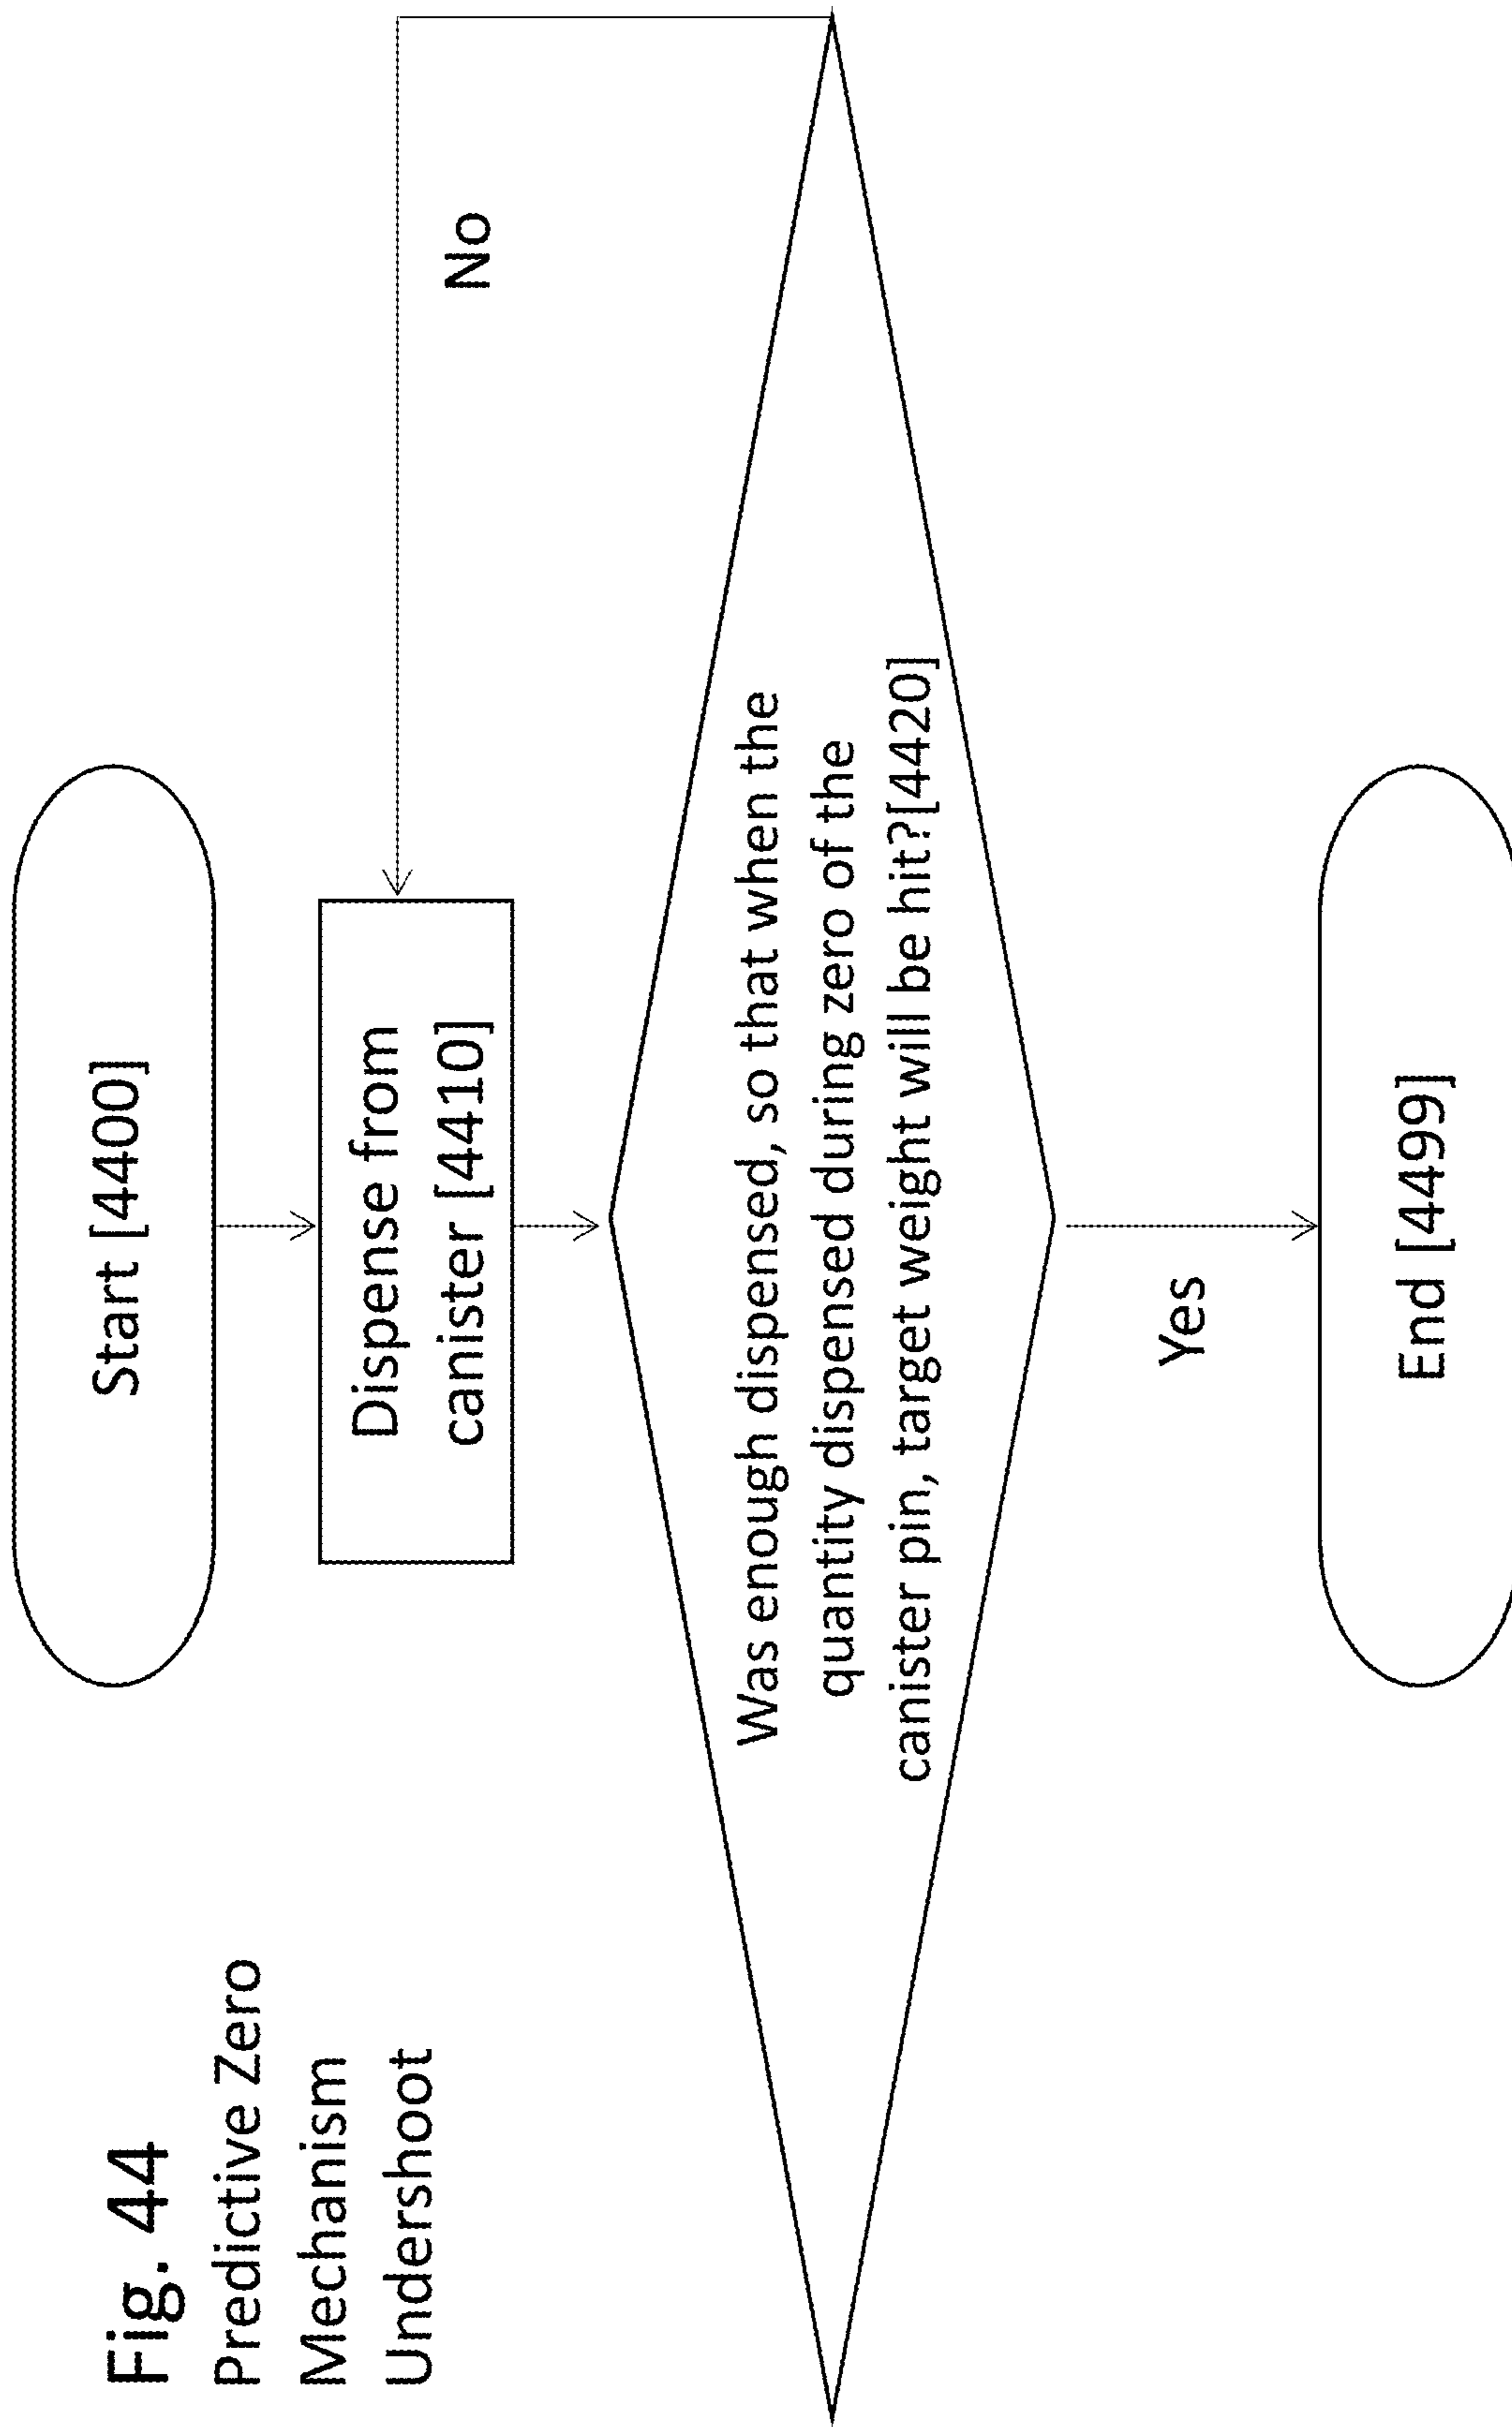 Fig. 44
Predictive Zero
Mechanism
Undershoot
Start [4400]
Dispense from
canister [4410]
Was enough dispensed, so that when the
quantity dispensed during zero of the
canister pin, target weight will be hit?[4420]
No
Yes
End [4499]